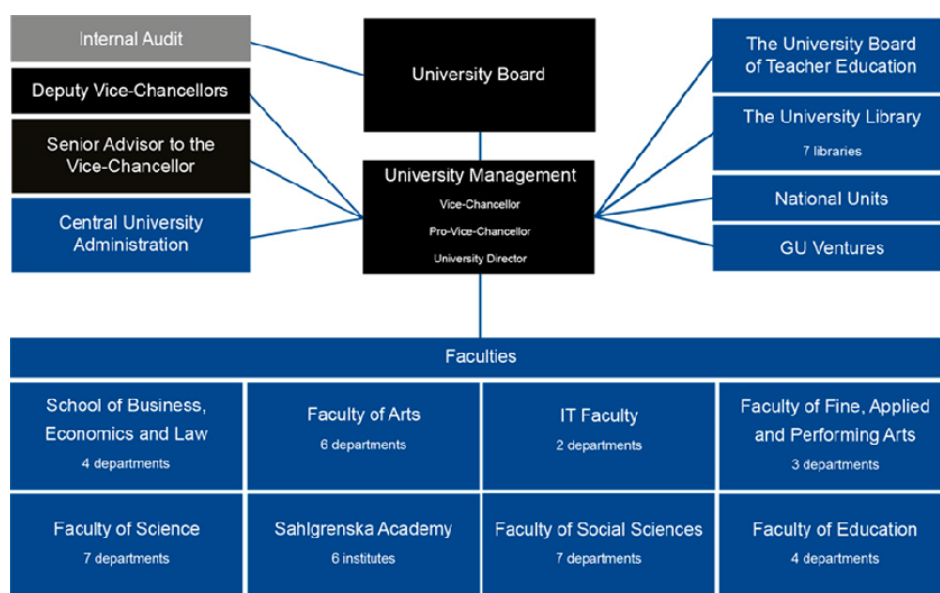 Internal Audit
Deputy Vice-Chancellors
Senior Advisor to the
Vice-Chancellor
Central University
Administration
University Board
University Management
Vice-Chancellor
Pro-Vice-Chancellor
University Director
The University Board
of Teacher Education
The University Library
7 libraries
National Units
GU Ventures
Faculties
School of Business,
Economics and Law
4 departments
Faculty of Arts
6 departments
IT Faculty
2 departments
Faculty of Fine, Applied
and Performing Arts
3 departments
Faculty of Science
7 departments
Sahlgrenska Academy
6 institutes
Faculty of Social Sciences
7 departments
Faculty of Education
4 departments